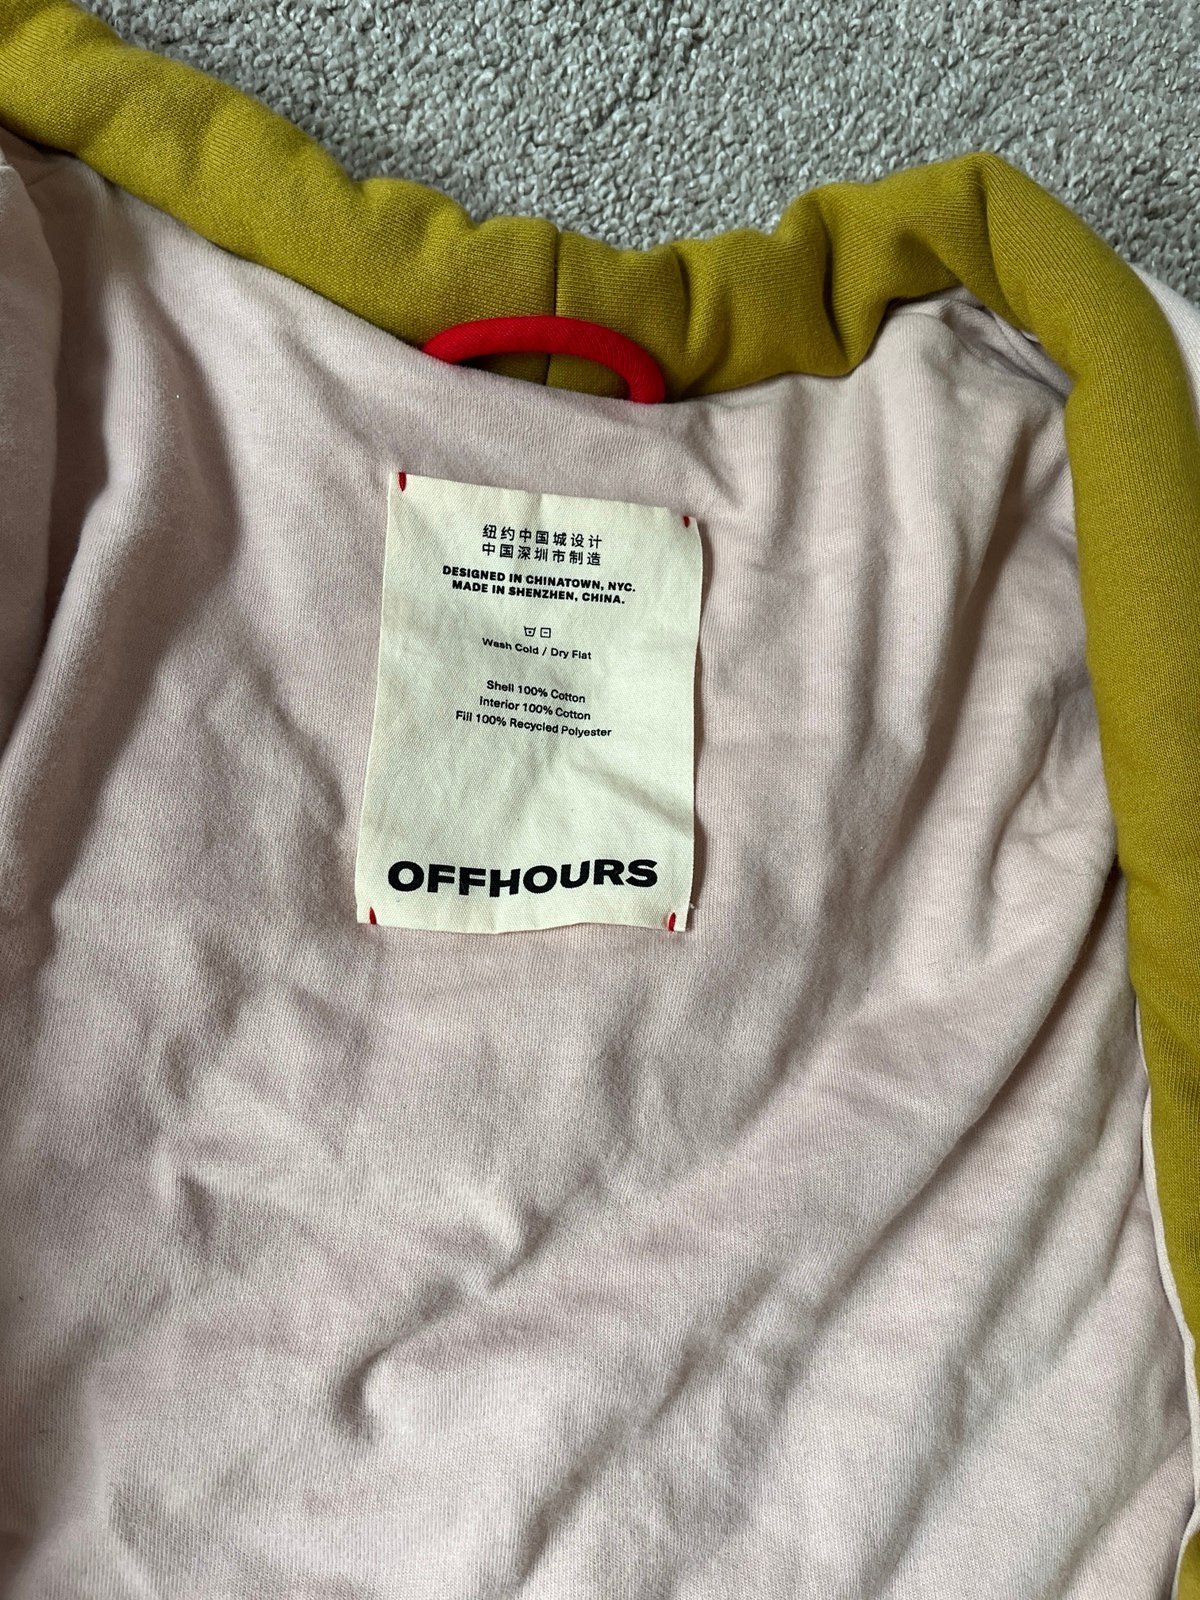 纽约中国城设计
中国深圳市制造
DESIGNED IN CHINATOWN, NYC.
MADE IN SHENZHEN, CHINA.
Wash Cold / Dry Flat
Shell 100% Cotton
Interior 100% Cotton
Fill 100% Recycled Polyester
OFFHOURS